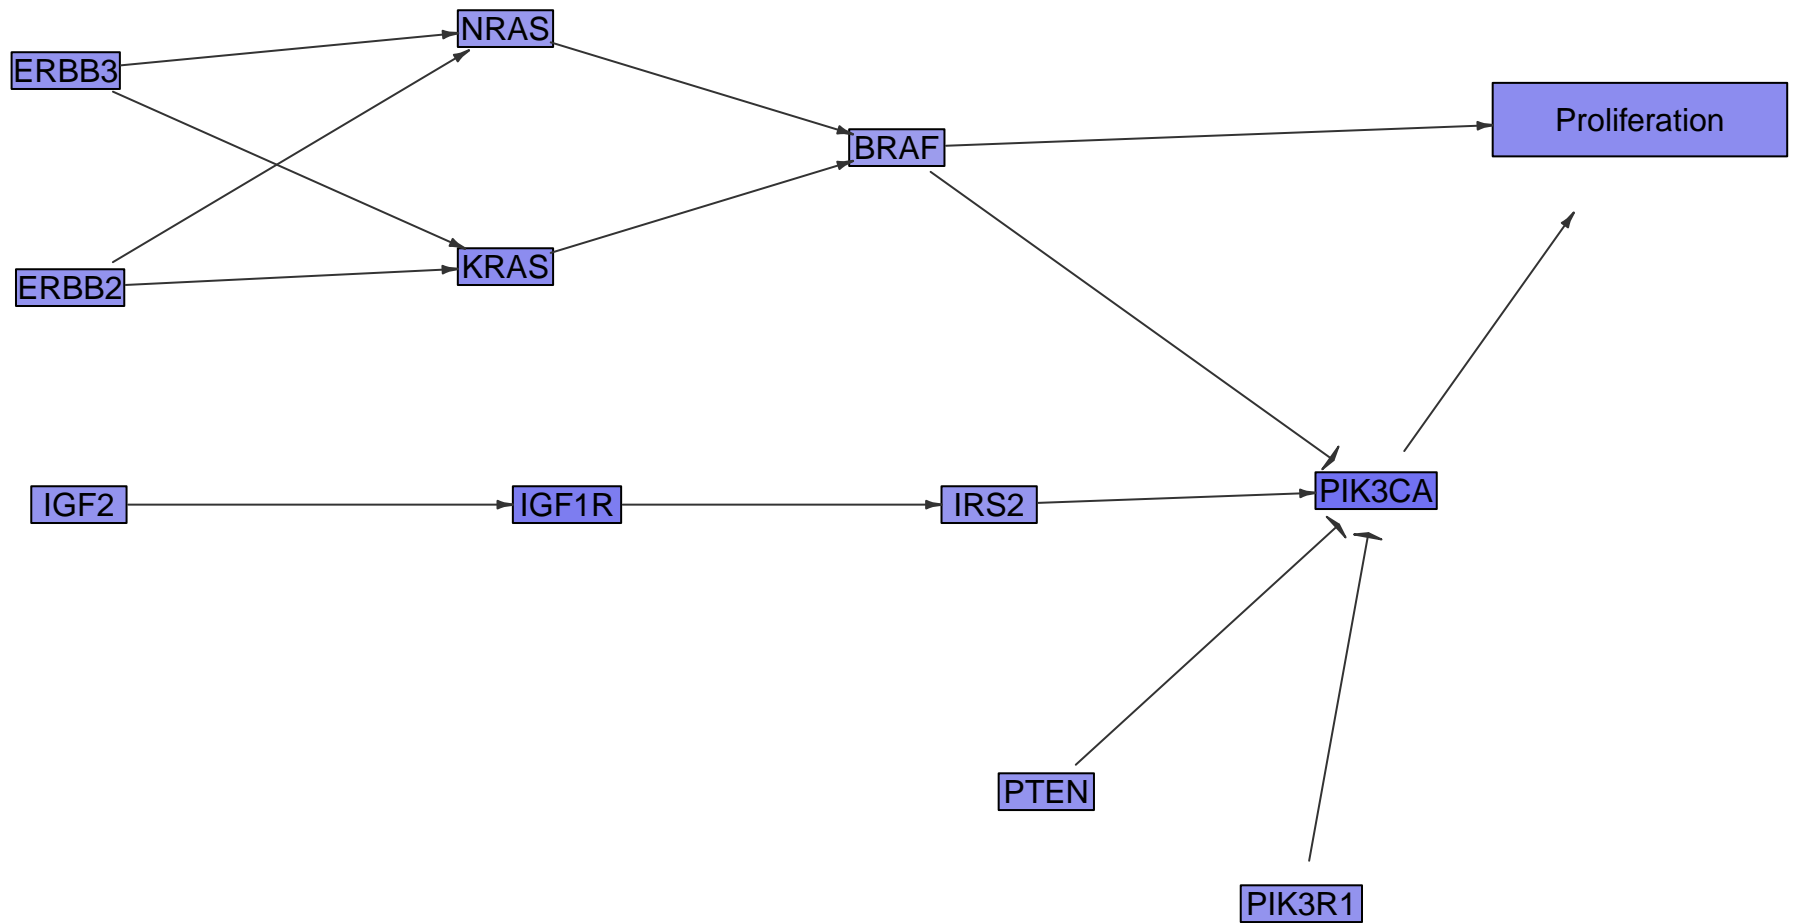 NRAS
ERBB3
Proliferation
BRAF
KRAS
ERBB2
PIK3CA
IGF2
IGF1R
IRS2
PTEN
PIK3R1